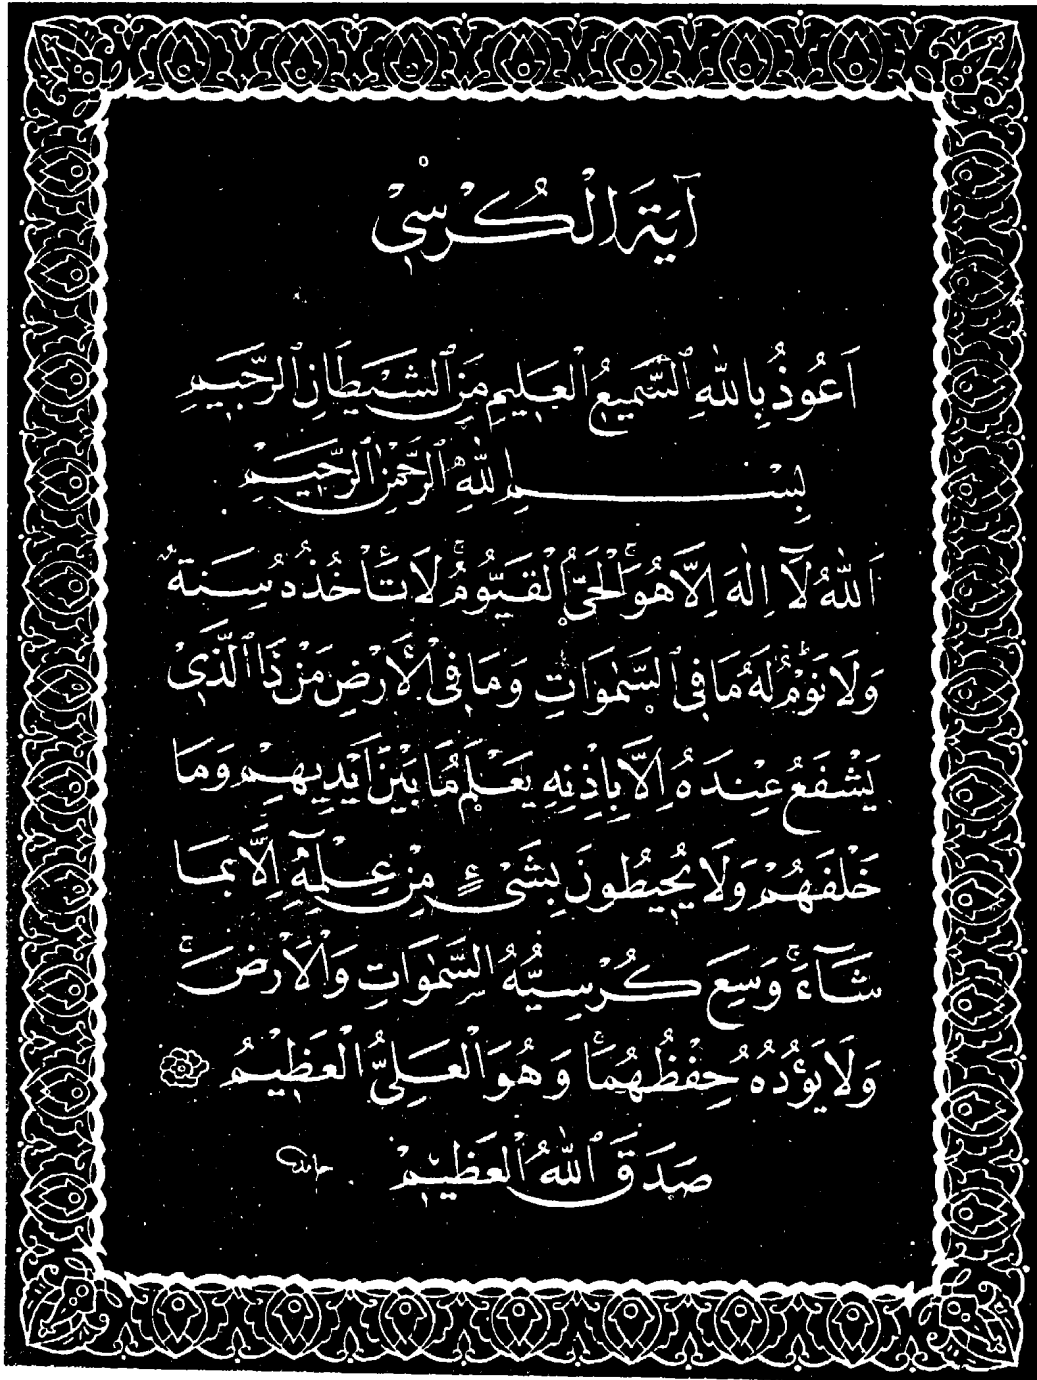 آيَةَ الْكُرْسِيْ
اَعُوذُ بِاللّٰهِ السَّمِيعِ الْعَلِيمِ مِنَ الشَّيْطَانِ الرَّجِيمِ
بِسْمِ اللّٰهِ الرَّحْمٰنِ الرَّحِيمِ
اَللّٰهُ لَآ اِلٰهَ اِلَّا هُوَ اَلْحَيُّ الْقَيُّومُ لَا تَأْخُذُهُ سِنَةٌ
وَلَا نَوْمٌ لَهُ مَا فِي السَّمٰوَاتِ وَمَا فِي الْاَرْضِ مَنْ ذَا الَّذِي
يَشْفَعُ عِنْدَهُ اِلَّا بِاِذْنِهِ يَعْلَمُ مَا بَيْنَ اَيْدِيهِمْ وَمَا
خَلْفَهُمْ وَلَا يُحِيطُونَ بِشَيْءٍ مِنْ عِلْمِهِٓ اِلَّا بِمَا
شَآءَ وَسِعَ كُرْسِيُّهُ السَّمٰوَاتِ وَالْاَرْضَ
وَلَا يَؤُدُهُ حِفْظُهُمَا وَهُوَ الْعَلِيُّ الْعَظِيمُ
صَدَقَ اللّٰهُ الْعَظِيمْ